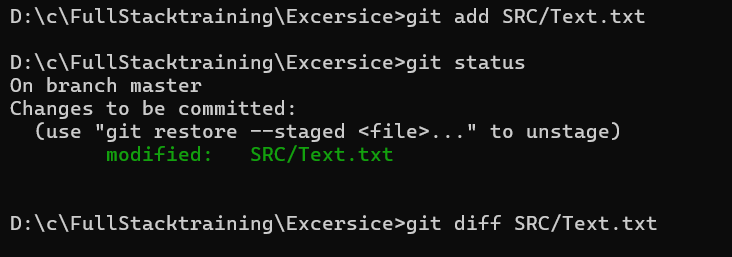 D:\c\FullStacktraining\Excersice>git add SRC/Text.txt
D:\c\FullStacktraining\Excersice>git status
On branch master
Changes to be committed:
  (use "git restore --staged <file>..." to unstage)
        modified:   SRC/Text.txt
D:\c\FullStacktraining\Excersice>git diff SRC/Text.txt